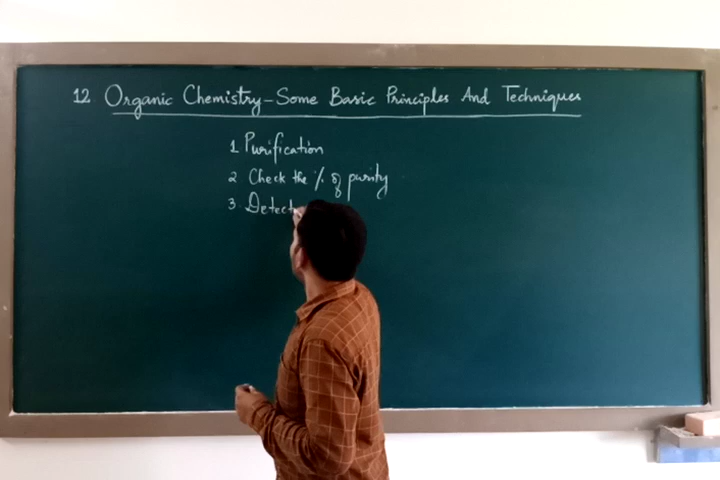 12 Organic Chemistry-Some Basic Principles And Techniques
1 Purification
2 Check the % of purity
3 Detect